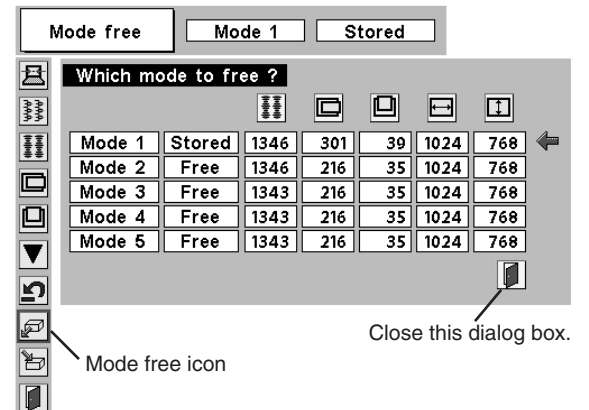 Mode free Mode 1 Stored
Which mode to free ?
Mode 1 Stored 1346 301 39 1024 768
Mode 2 Free 1346 216 35 1024 768
Mode 3 Free 1343 216 35 1024 768
Mode 4 Free 1343 216 35 1024 768
Mode 5 Free 1343 216 35 1024 768
Close this dialog box.
Mode free icon